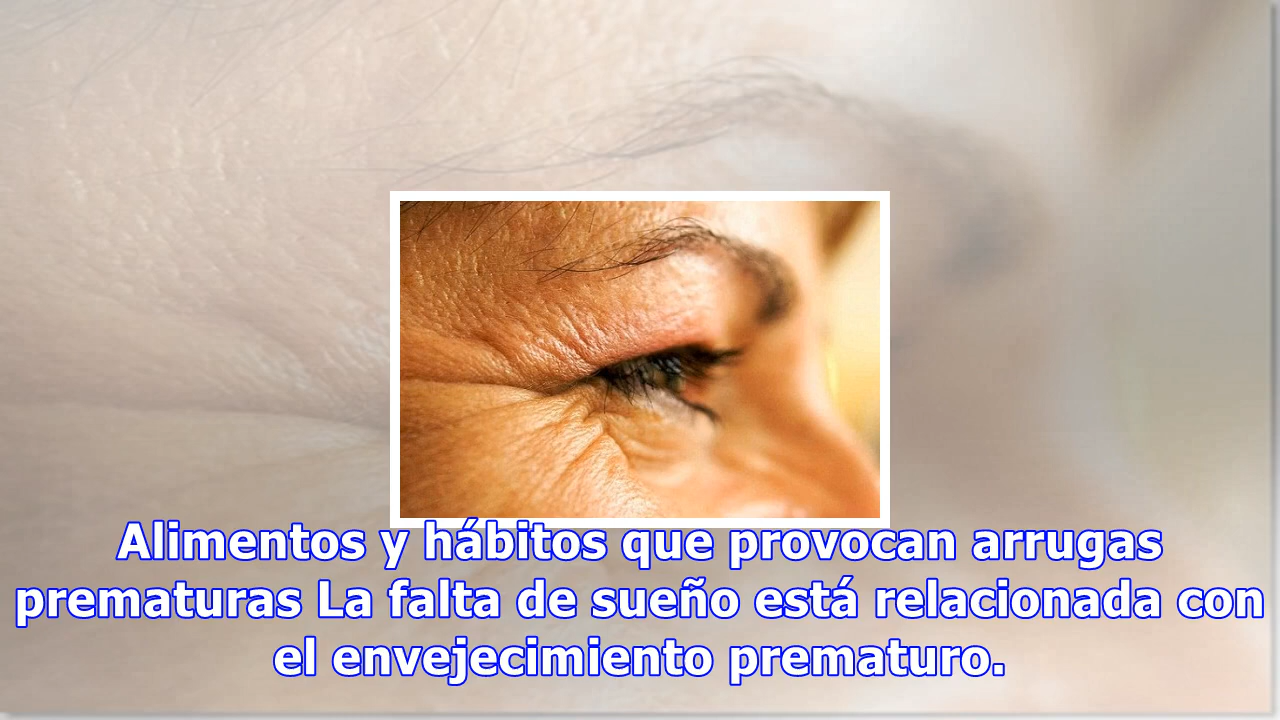 Alimentos y hábitos que provocan arrugas
prematuras La falta de sueño está relacionada con
el envejecimiento prematuro.